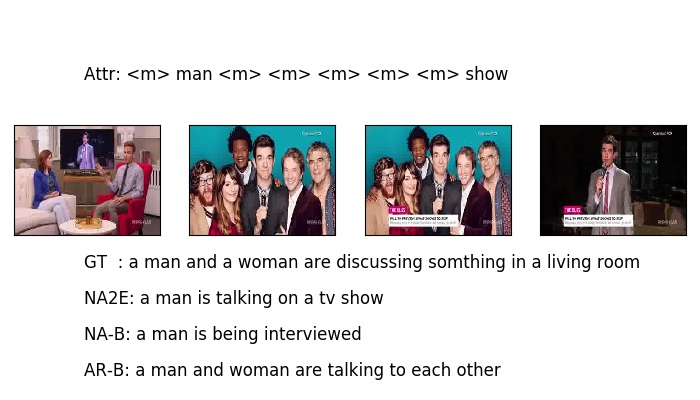 Attr: <m> man <m> <m> <m> <m> <m> show
GT : a man and a woman are discussing somthing in a living room
NA2E: a man is talking on a tv show
NA-B: a man is being interviewed
AR-B: a man and woman are talking to each other